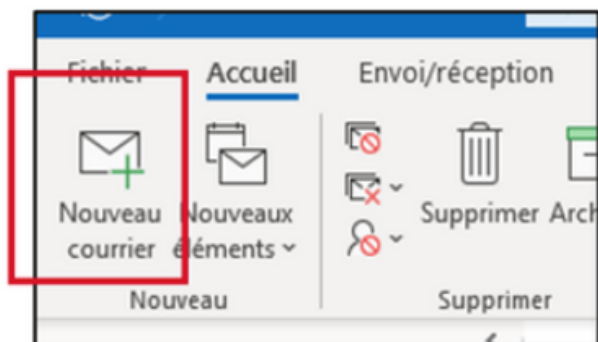 Fichier Accueil Envoi/réception
Nouveau courrier
Nouveaux éléments
Supprimer
Nouveau
Supprimer